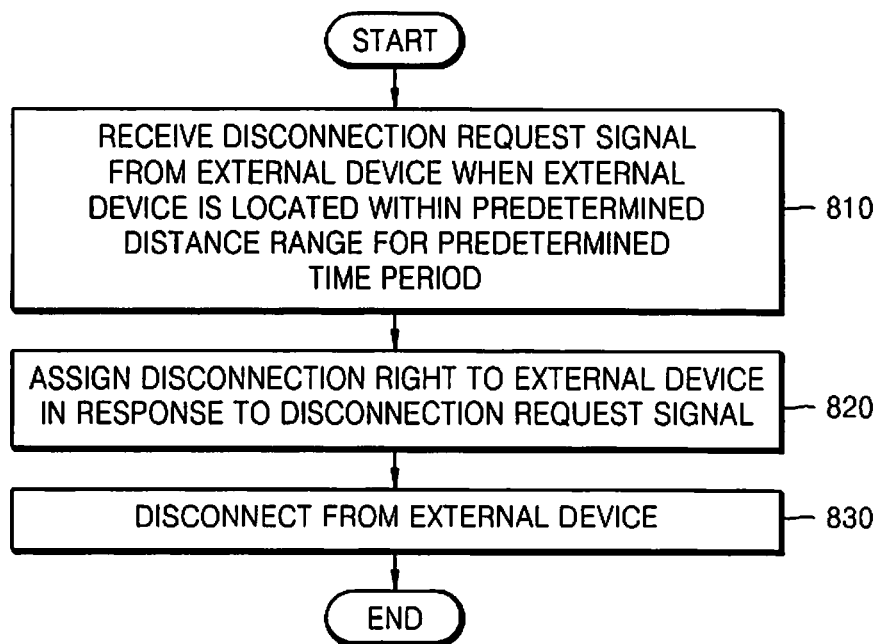 START
RECEIVE DISCONNECTION REQUEST SIGNAL
FROM EXTERNAL DEVICE WHEN EXTERNAL
DEVICE IS LOCATED WITHIN PREDETERMINED
DISTANCE RANGE FOR PREDETERMINED
TIME PERIOD
810
ASSIGN DISCONNECTION RIGHT TO EXTERNAL DEVICE
IN RESPONSE TO DISCONNECTION REQUEST SIGNAL
820
DISCONNECT FROM EXTERNAL DEVICE
830
END